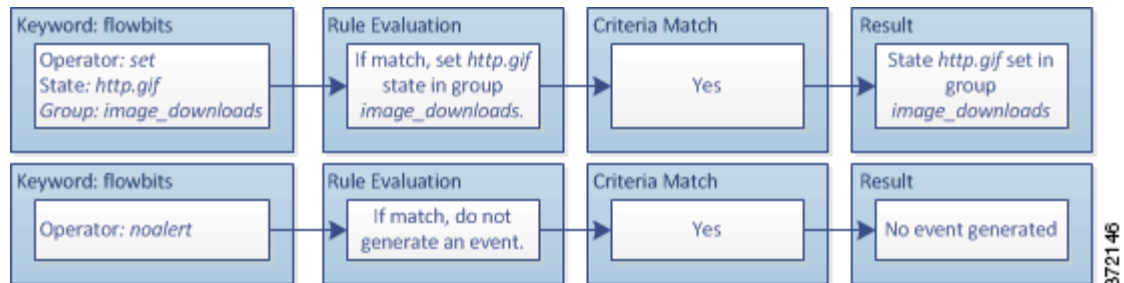 Keyword: flowbits
Operator: set
State: http.gif
Group: image_downloads
Rule Evaluation
If match, set http.gif
state in group
image_downloads.
Criteria Match
Yes
Result
State http.gif set in
group
image_downloads
Keyword: flowbits
Operator: noalert
Rule Evaluation
If match, do not
generate an event.
Criteria Match
Yes
Result
No event generated
372146